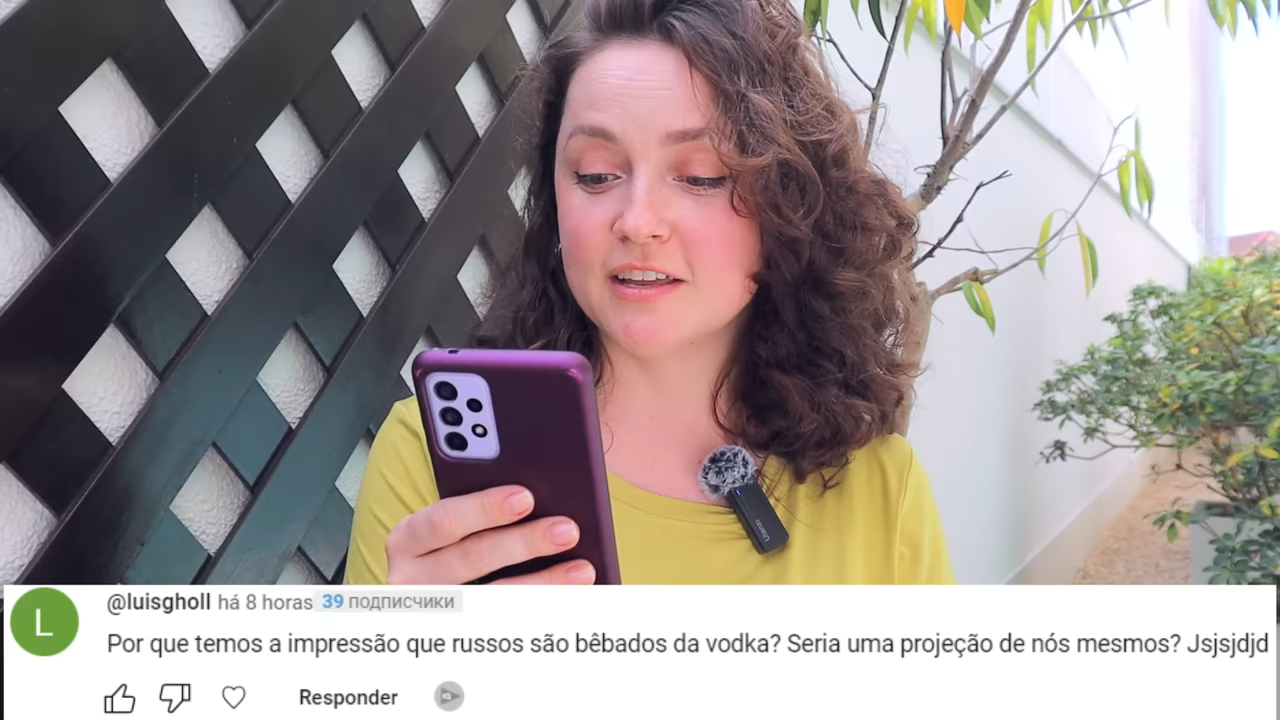 Ulanzi
L
@luisgholl há 8 horas 39 подписчики
Por que temos a impressão que russos são bêbados da vodka? Seria uma projeção de nós mesmos? Jsjsjdjd
Responder